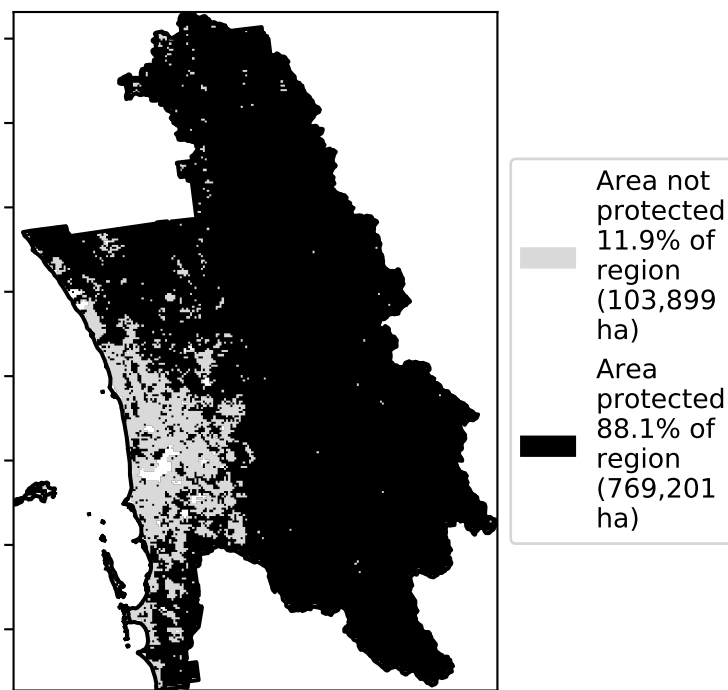 Area not
protected
11.9% of
region
(103,899
ha)
Area
protected
88.1% of
region
(769,201
ha)